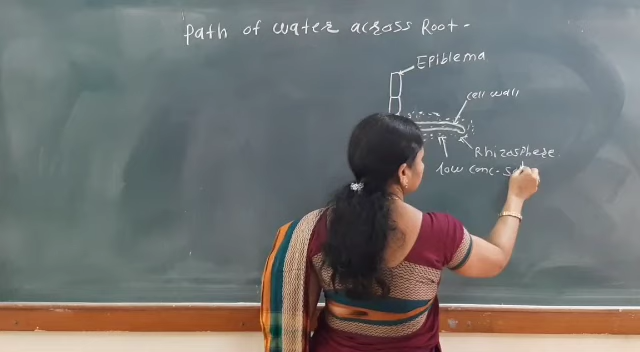 Path of water across Root-
Epiblema
cell wall
Rhizosphere
low conc-